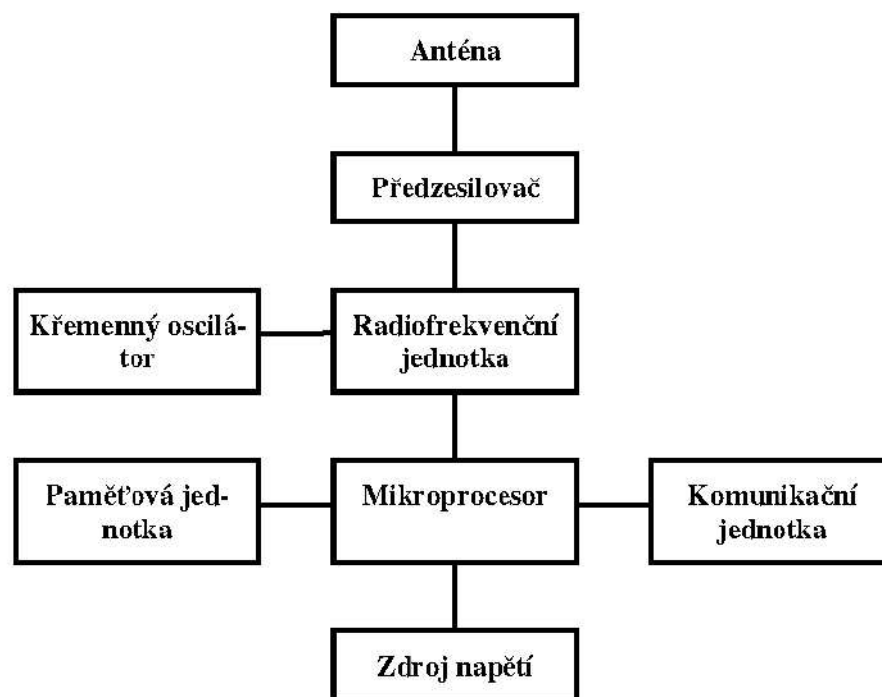 Anténa
Předzesilovač
Křemenný oscilá-
tor
Radiofrekvenční
jednotka
Paměťová jed-
notka
Mikroprocesor
Komunikační
jednotka
Zdroj napětí